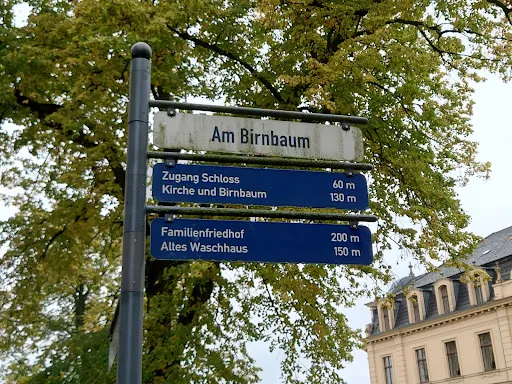 Am Birnbaum
Zugang Schloss 60 m
Kirche und Birnbaum 130 m
Familienfriedhof 200 m
Altes Waschhaus 150 m